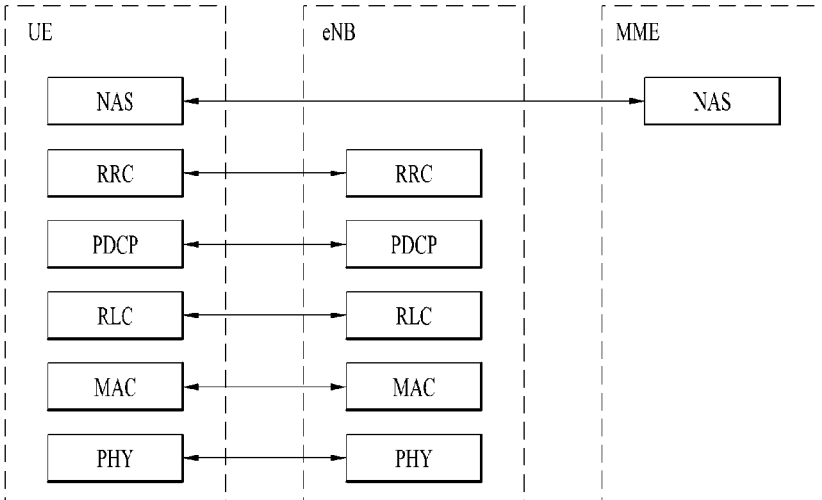 UE eNB MME
NAS NAS
RRC RRC
PDCP PDCP
RLC RLC
MAC MAC
PHY PHY